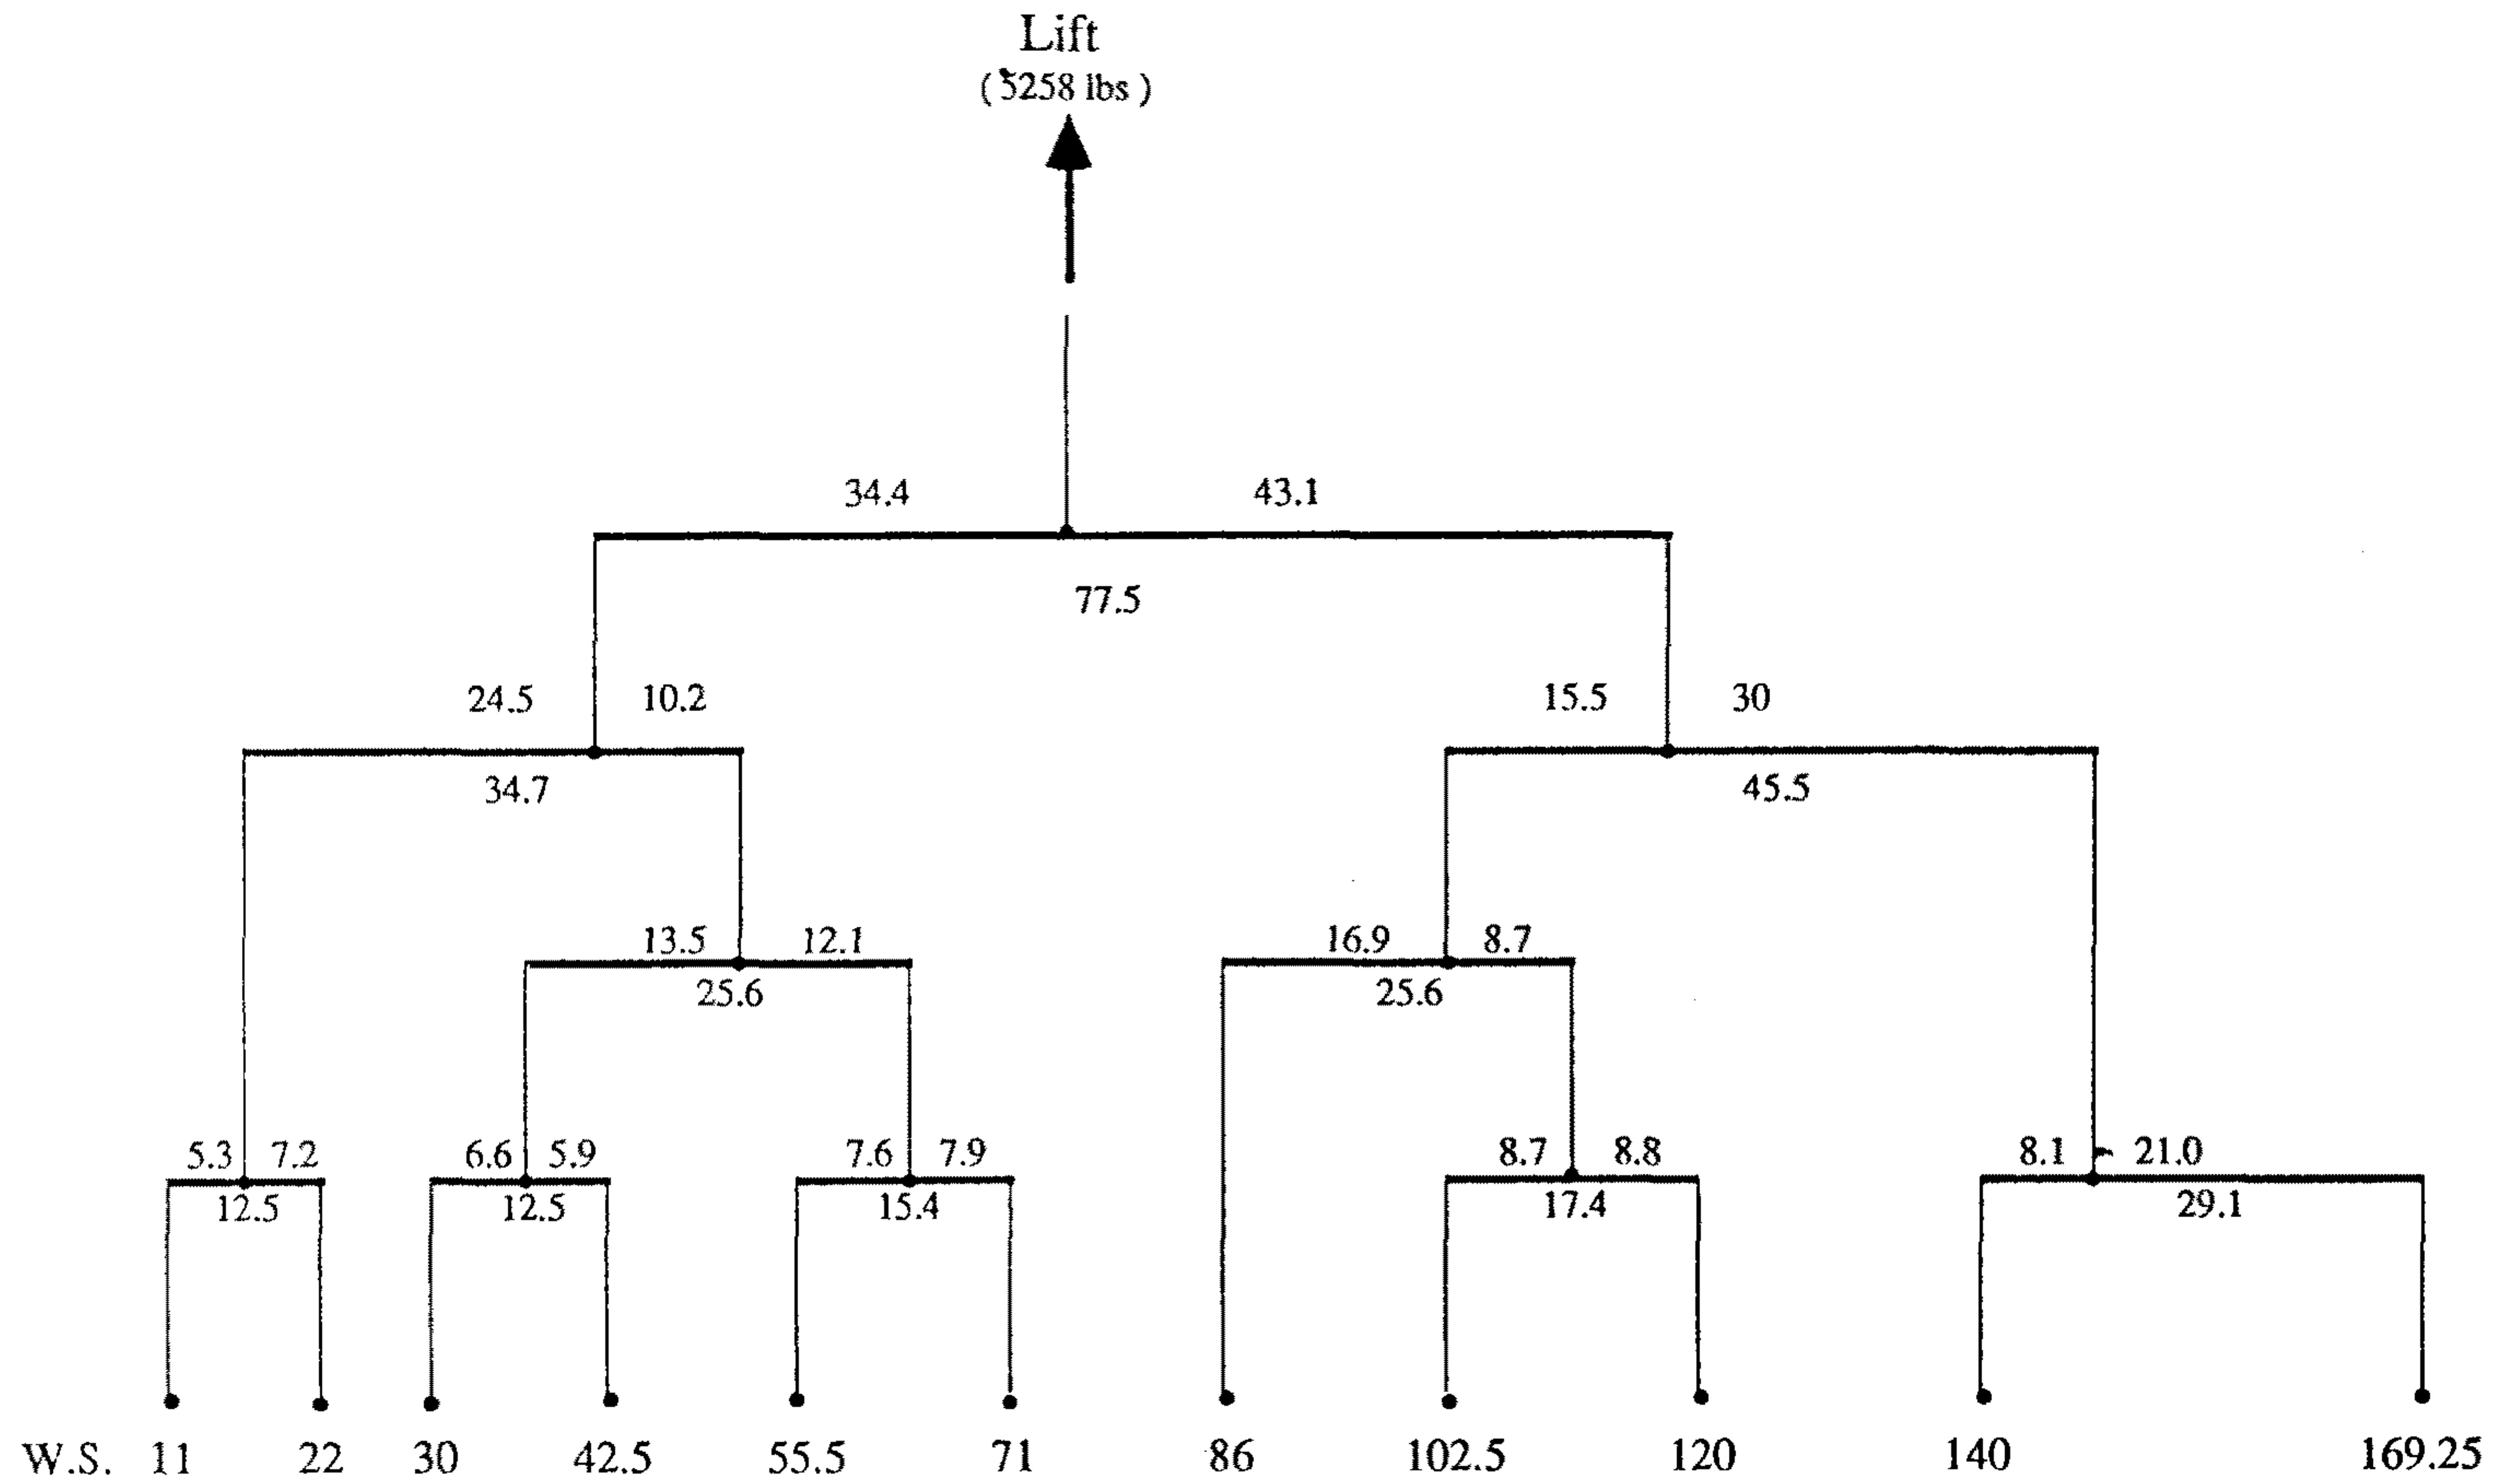 Lift
( 5258 lbs )
34.4 43.1
77.5
24.5 10.2 15.5 30
34.7 45.5
13.5 12.1 16.9 8.7
25.6 25.6
5.3 7.2 6.6 5.9 7.6 7.9 8.7 8.8 8.1 21.0
12.5 12.5 15.4 17.4 29.1
W.S. 11 22 30 42.5 55.5 71 86 102.5 120 140 169.25